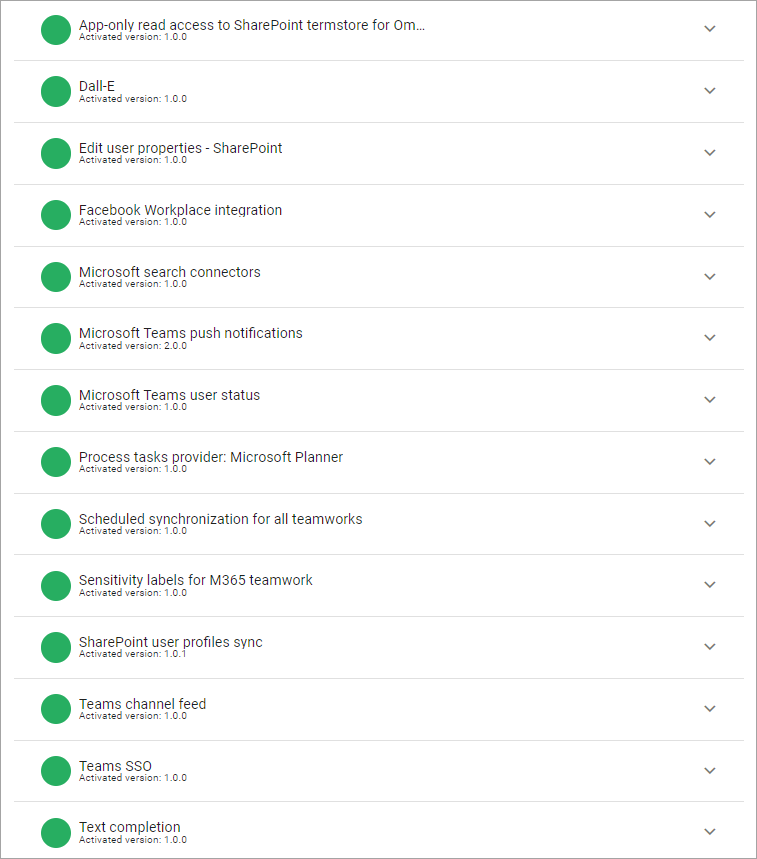 App-only read access to SharePoint termstore for Om...
Activated version: 1.0.0
Dall-E
Activated version: 1.0.0
Edit user properties - SharePoint
Activated version: 1.0.0
Facebook Workplace integration
Activated version: 1.0.0
Microsoft search connectors
Activated version: 1.0.0
Microsoft Teams push notifications
Activated version: 2.0.0
Microsoft Teams user status
Activated version: 1.0.0
Process tasks provider: Microsoft Planner
Activated version: 1.0.0
Scheduled synchronization for all teamworks
Activated version: 1.0.0
Sensitivity labels for M365 teamwork
Activated version: 1.0.0
SharePoint user profiles sync
Activated version: 1.0.1
Teams channel feed
Activated version: 1.0.0
Teams SSO
Activated version: 1.0.0
Text completion
Activated version: 1.0.0